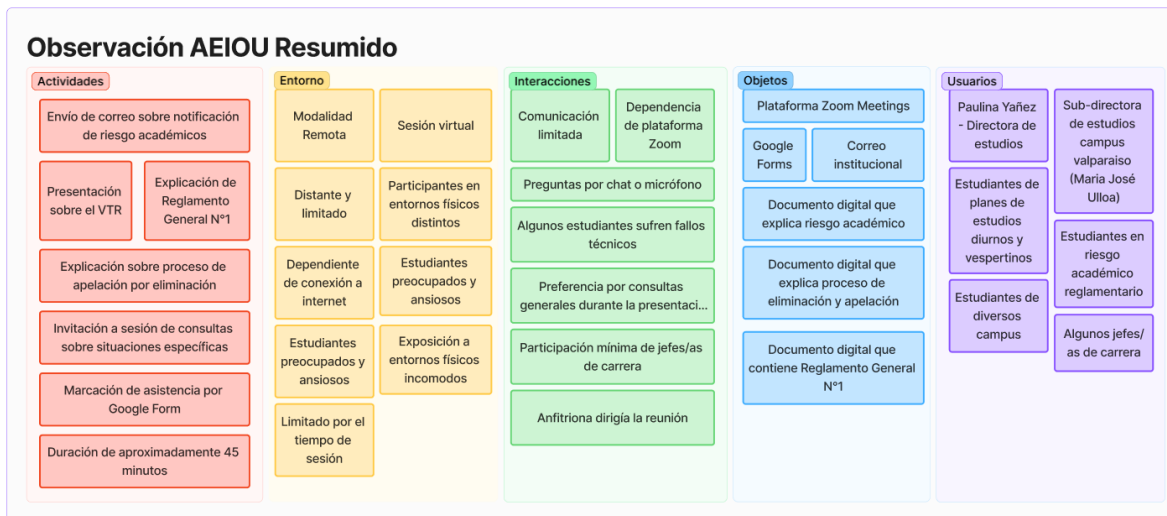 Observación AEIOU Resumido
Actividades
Envío de correo sobre notificación
de riesgo académicos
Presentación
sobre el VTR
Explicación de
Reglamento
General N°1
Explicación sobre proceso de
apelación por eliminación
Invitación a sesión de consultas
sobre situaciones específicas
Marcación de asistencia por
Google Form
Duración de aproximadamente 45
minutos
Entorno
Modalidad
Remota
Sesión virtual
Distante y
limitado
Participantes en
entornos físicos
distintos
Dependiente
de conexión a
internet
Estudiantes
preocupados y
ansiosos
Estudiantes
preocupados y
ansiosos
Exposición a
entornos físicos
incomodos
Limitado por el
tiempo de
sesión
Interacciones
Comunicación
limitada
Dependencia
de plataforma
Zoom
Preguntas por chat o micrófono
Algunos estudiantes sufren fallos
técnicos
Preferencia por consultas
generales durante la presentaci...
Participación mínima de jefes/as
de carrera
Anfitriona dirigía la reunión
Objetos
Plataforma Zoom Meetings
Google
Forms
Correo
institucional
Documento digital que
explica riesgo académico
Documento digital que
explica proceso de
eliminación y apelación
Documento digital que
contiene Reglamento General
N°1
Usuarios
Paulina Yañez
- Directora de
estudios
Sub-directora
de estudios
campus
valparaiso
(Maria José
Ulloa)
Estudiantes de
planes de
estudios
diurnos y
vespertinos
Estudiantes en
riesgo
académico
reglamentario
Estudiantes de
diversos
campus
Algunos jefes/
as de carrera